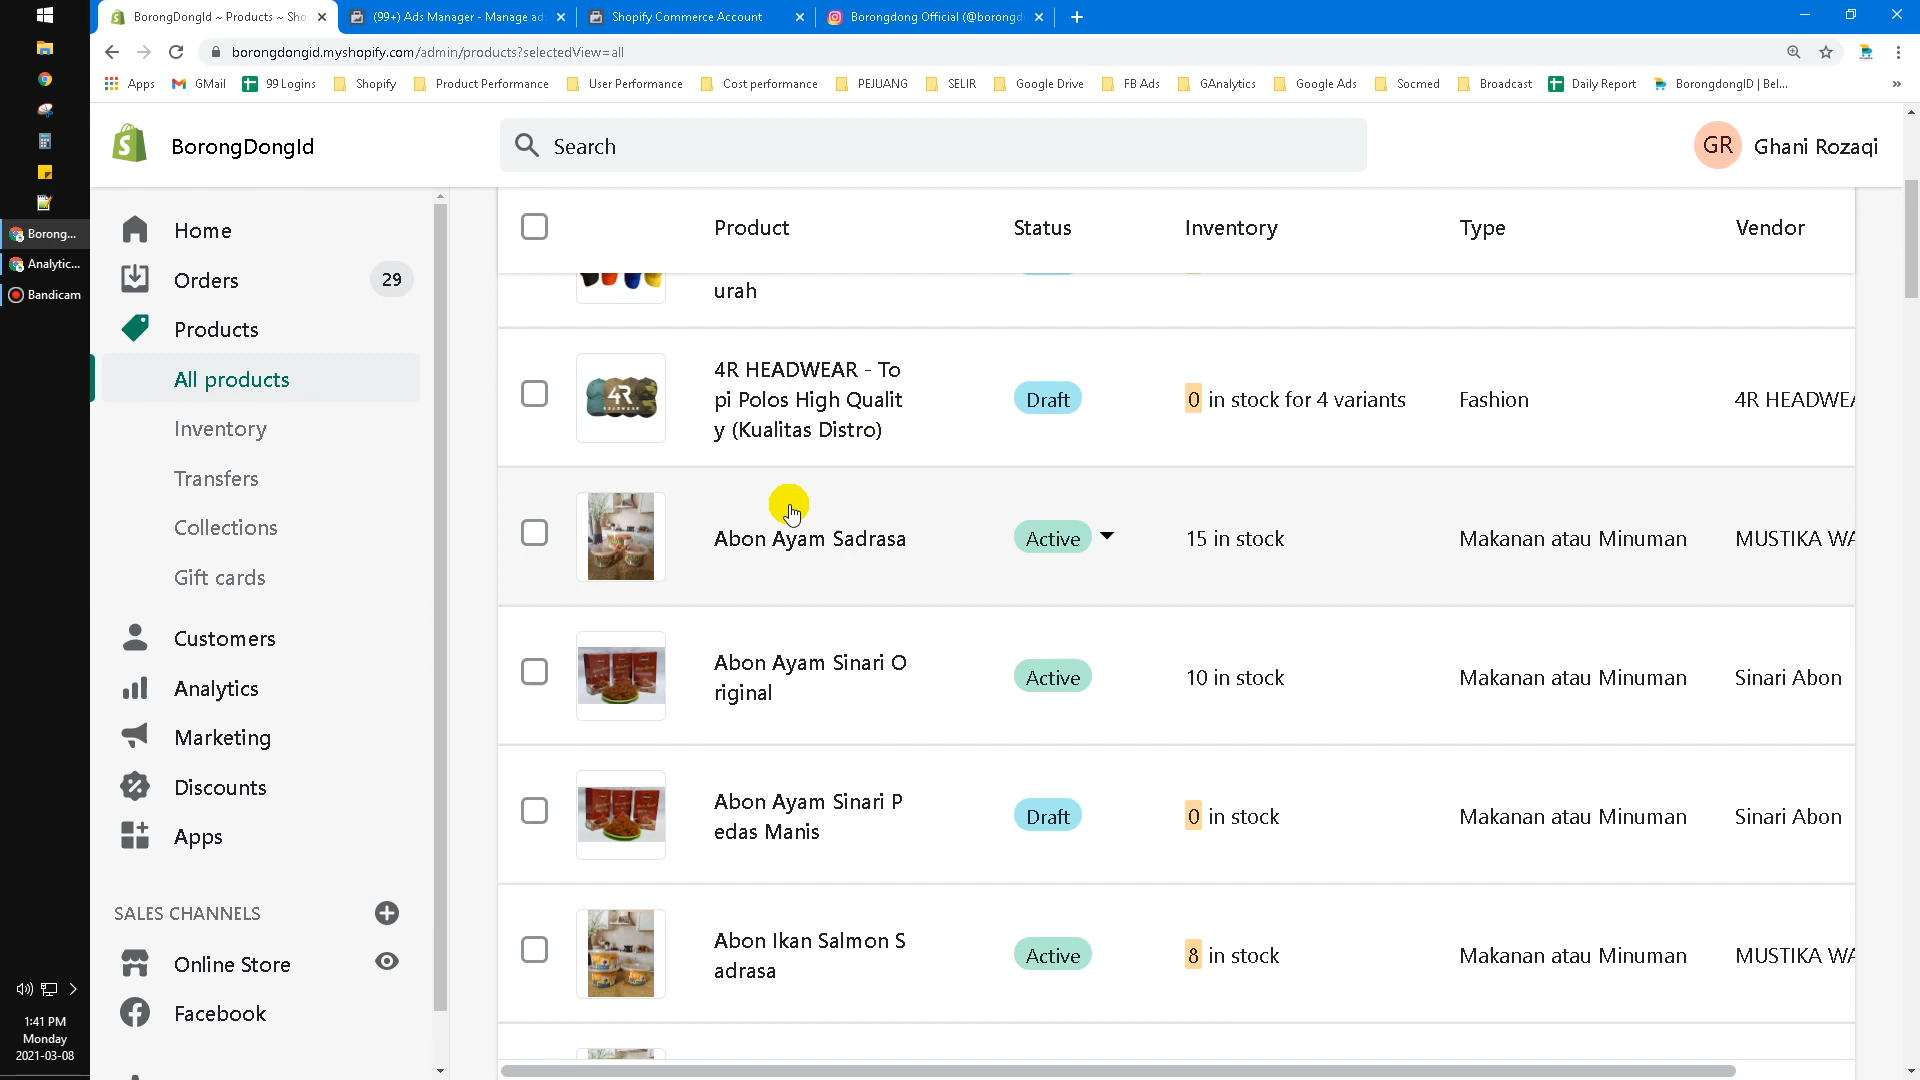 BorongDongId ~ Products ~ Sho
(99+) Ads Manager - Manage ad
Shopify Commerce Account
Borongdong Official (@borongd
borongdongid.myshopify.com/admin/products?selectedView=all
Apps
GMail
99 Logins
Shopify
Product Performance
User Performance
Cost performance
PEJUANG
SELIR
Google Drive
FB Ads
GAnalytics
Google Ads
Socmed
Broadcast
Daily Report
BorongdongID | Bel...
BorongDongId
Search
GR
Ghani Rozaqi
Borong...
Analytic...
Bandicam
Home
Orders
29
Products
All products
Inventory
Transfers
Collections
Gift cards
Customers
Analytics
Marketing
Discounts
Apps
SALES CHANNELS
Online Store
Facebook
Product Status Inventory Type Vendor
urah
4R HEADWEAR - To
pi Polos High Qualit
y (Kualitas Distro)
Draft
0 in stock for 4 variants
Fashion
4R HEADWEA
4R
HEADWEAR
Abon Ayam Sadrasa
Active
15 in stock
Makanan atau Minuman
MUSTIKA WA
Abon Ayam Sinari O
riginal
Active
10 in stock
Makanan atau Minuman
Sinari Abon
Abon Ayam Sinari P
edas Manis
Draft
0 in stock
Makanan atau Minuman
Sinari Abon
Abon Ikan Salmon S
adrasa
Active
8 in stock
Makanan atau Minuman
MUSTIKA WA
1:41 PM
Monday
2021-03-08